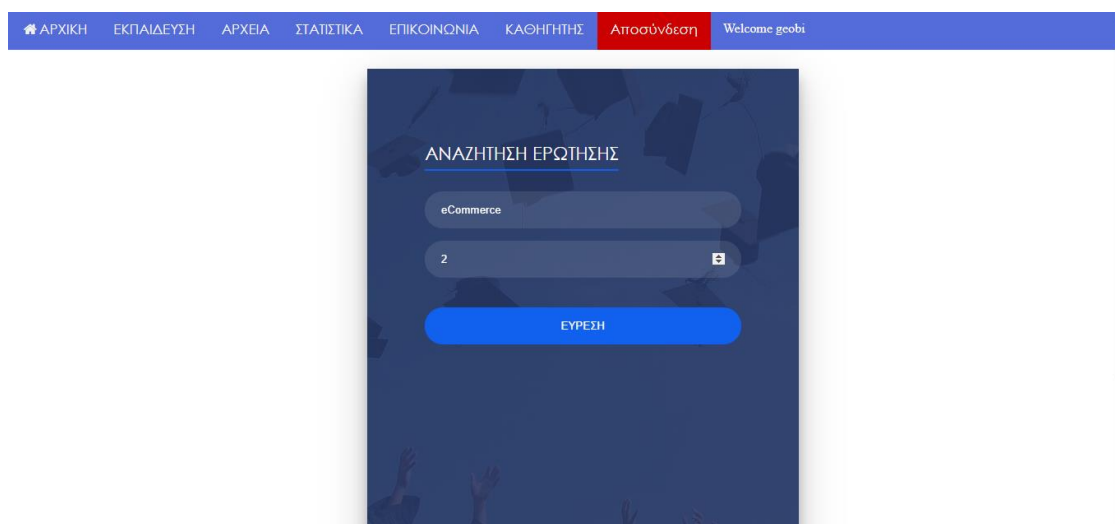 ΑΡΧΙΚΗ ΕΚΠΑΙΔΕΥΣΗ ΑΡΧΕΙΑ ΣΤΑΤΙΣΤΙΚΑ ΕΠΙΚΟΙΝΩΝΙΑ ΚΑΘΗΓΗΤΗΣ Αποσύνδεση Welcome geobi
ΑΝΑΖΗΤΗΣΗ ΕΡΩΤΗΣΗΣ
eCommerce
2
ΕΥΡΕΣΗ